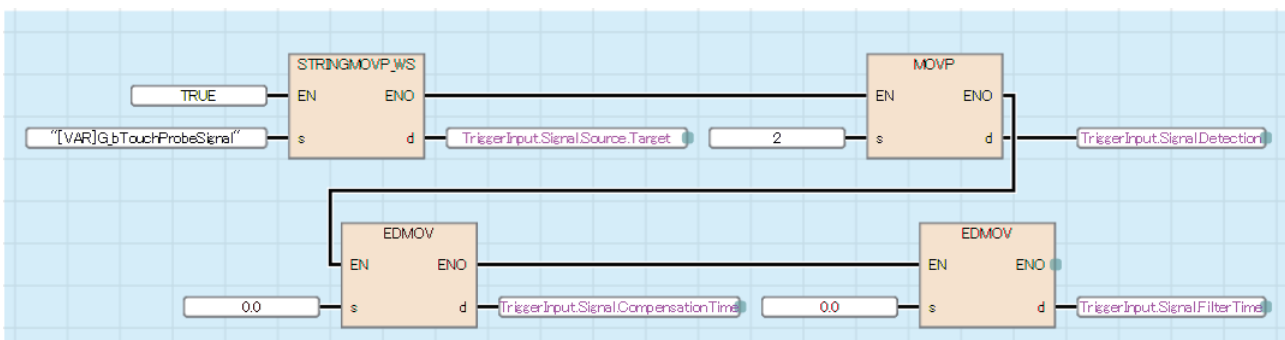 STRINGMOVP_WS MOVP
TRUE EN ENO EN ENO
"[VAR]G_bTouchProbeSignal" s d TriggerInput.Signal.Source.Target 2 s d TriggerInput.Signal.Detection
EDMOV EDMOV
EN ENO EN ENO
0.0 s d TriggerInput.Signal.CompensationTime 0.0 s d TriggerInput.Signal.FilterTime